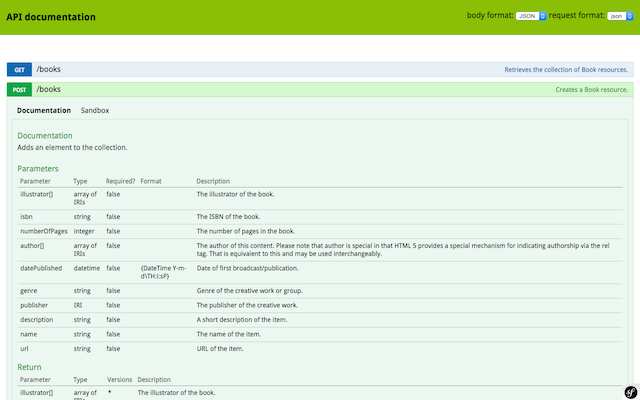 API documentation
body format: JSON request format: json
GET /books Retrieves the collection of Book resources.
POST /books Creates a Book resource.
Documentation Sandbox
Documentation
Adds an element to the collection.
Parameters
Parameter Type Required? Format Description
illustrator[] array of IRIs false The illustrator of the book.
isbn string false The ISBN of the book.
numberOfPages integer false The number of pages in the book.
author[] array of IRIs false The author of this content. Please note that author is special in that HTML 5 provides a special mechanism for indicating authorship via the rel tag. That is equivalent to this and may be used interchangeably.
datePublished datetime false {DateTime Y-m-d\TH:i:sP} Date of first broadcast/publication.
genre string false Genre of the creative work or group.
publisher IRI false The publisher of the creative work.
description string false A short description of the item.
name string false The name of the item.
url string false URL of the item.
Return
Parameter Type Versions Description
illustrator[] array of IRIs * The illustrator of the book.
sf